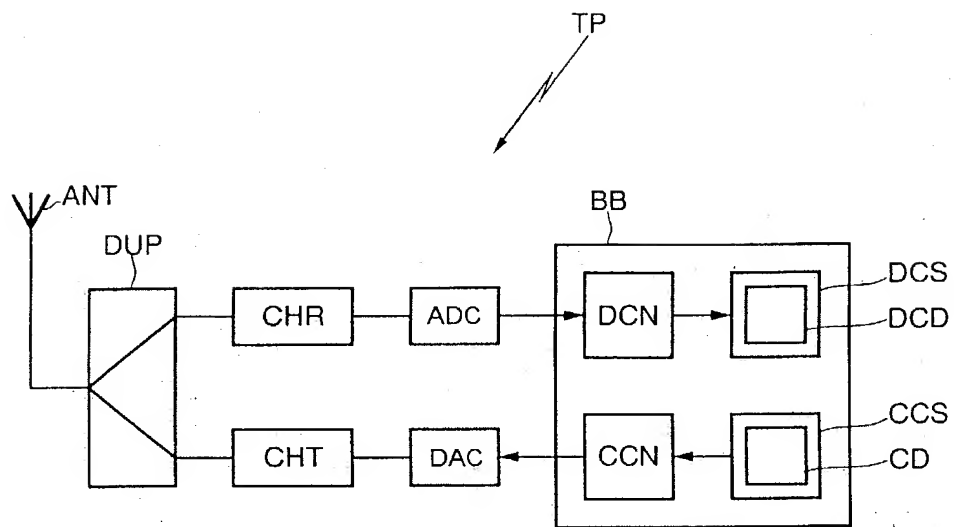 TP
ANT
DUP
BB
CHR
ADC
DCN
DCS
DCD
CHT
DAC
CCN
CCS
CD